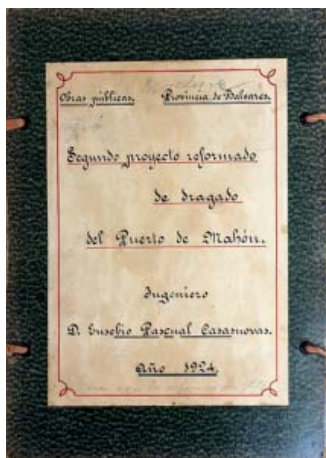 Obras públicas. Provincia de Baleares.
Segundo proyecto reformado
de dragado
del Puerto de Mahón.
Ingeniero
D. Eusebio Pascual Casasnovas.
Año 1924.